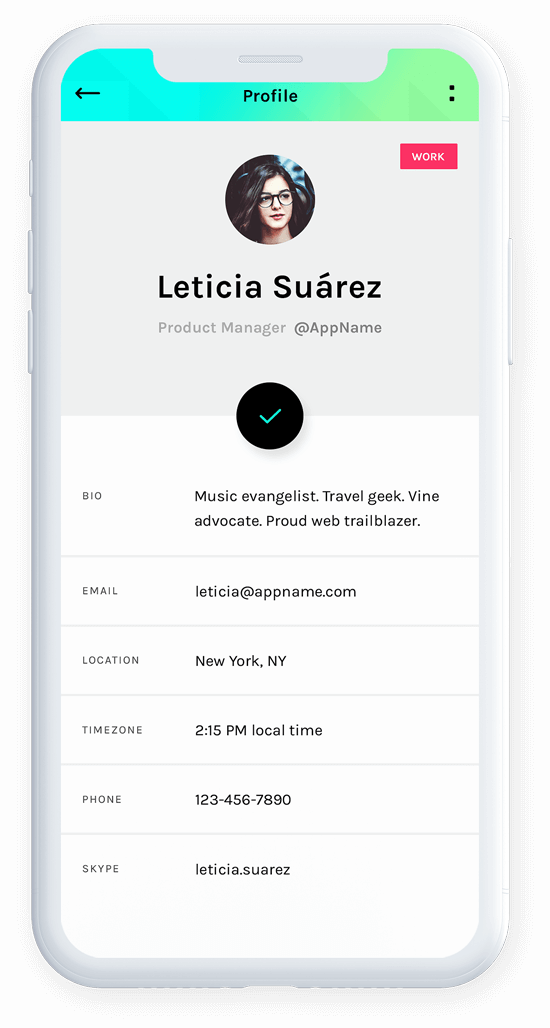 Profile
WORK
Leticia Suárez
Product Manager @AppName
BIO
Music evangelist. Travel geek. Vine
advocate. Proud web trailblazer.
EMAIL
leticia@appname.com
LOCATION
New York, NY
TIMEZONE
2:15 PM local time
PHONE
123-456-7890
SKYPE
leticia.suarez